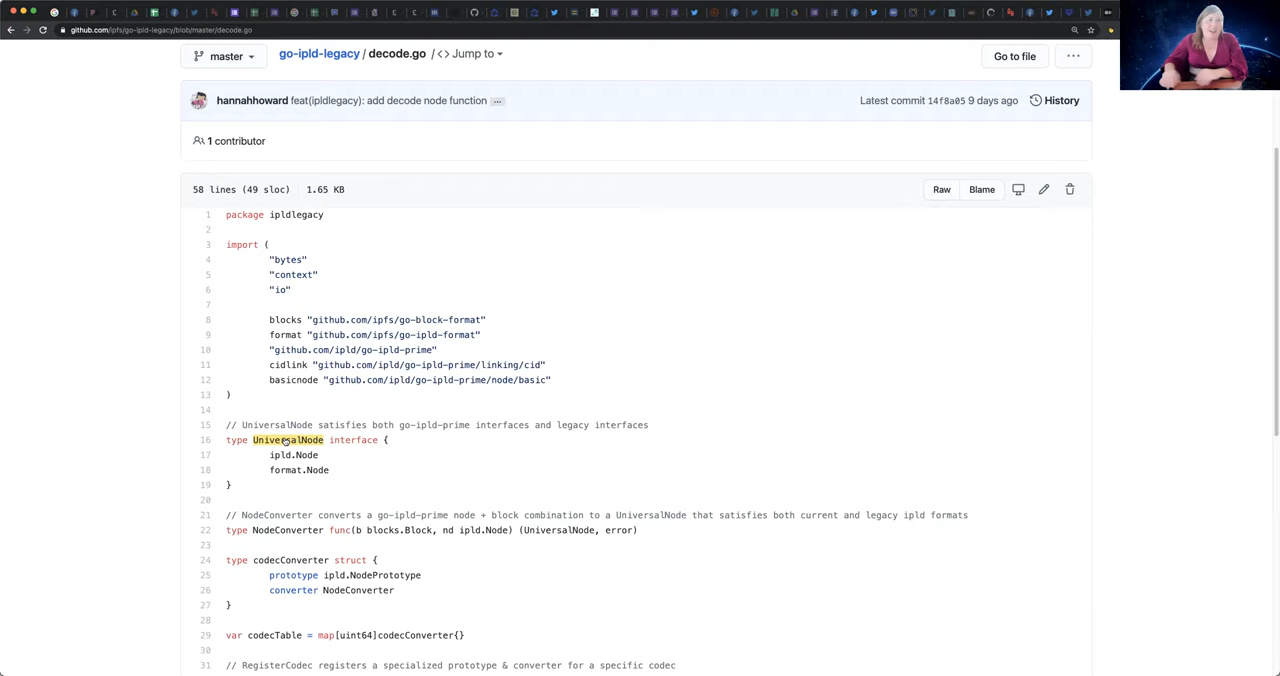 github.com/ipfs/go-ipld-legacy/blob/master/decode.go
master
go-ipld-legacy / decode.go / <> Jump to
Go to file
...
hannahhoward feat(ipldlegacy): add decode node function ...
Latest commit 14f8a05 9 days ago
History
1 contributor
58 lines (49 sloc) 1.65 KB
Raw Blame
1 package ipldlegacy
2
3 import (
4 "bytes"
5 "context"
6 "io"
7
8 blocks "github.com/ipfs/go-block-format"
9 format "github.com/ipfs/go-ipld-format"
10 "github.com/ipld/go-ipld-prime"
11 cidlink "github.com/ipld/go-ipld-prime/linking/cid"
12 basicnode "github.com/ipld/go-ipld-prime/node/basic"
13 )
14
15 // UniversalNode satisfies both go-ipld-prime interfaces and legacy interfaces
16 type UniversalNode interface {
17 ipld.Node
18 format.Node
19 }
20
21 // NodeConverter converts a go-ipld-prime node + block combination to a UniversalNode that satisfies both current and legacy ipld formats
22 type NodeConverter func(b blocks.Block, nd ipld.Node) (UniversalNode, error)
23
24 type codecConverter struct {
25 prototype ipld.NodePrototype
26 converter NodeConverter
27 }
28
29 var codecTable = map[uint64]codecConverter{}
30
31 // RegisterCodec registers a specialized prototype & converter for a specific codec